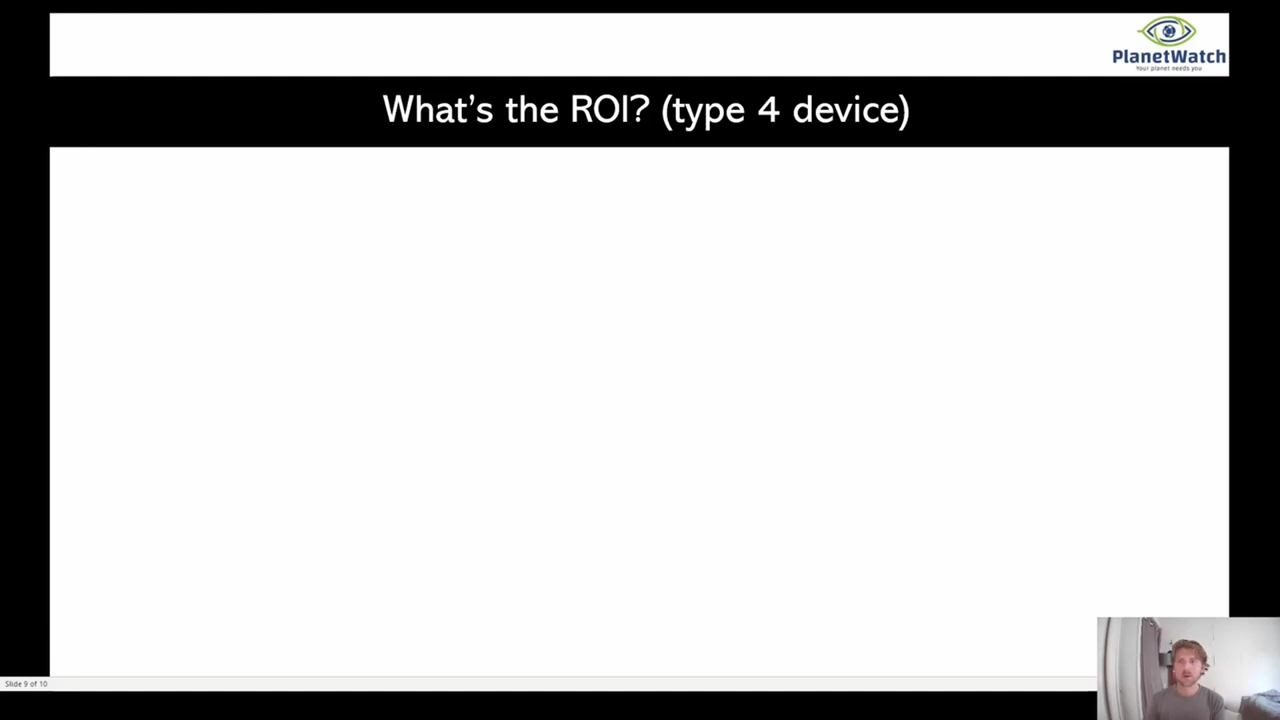 PlanetWatch
Your planet needs you
What's the ROI? (type 4 device)
Slide 9 of 10